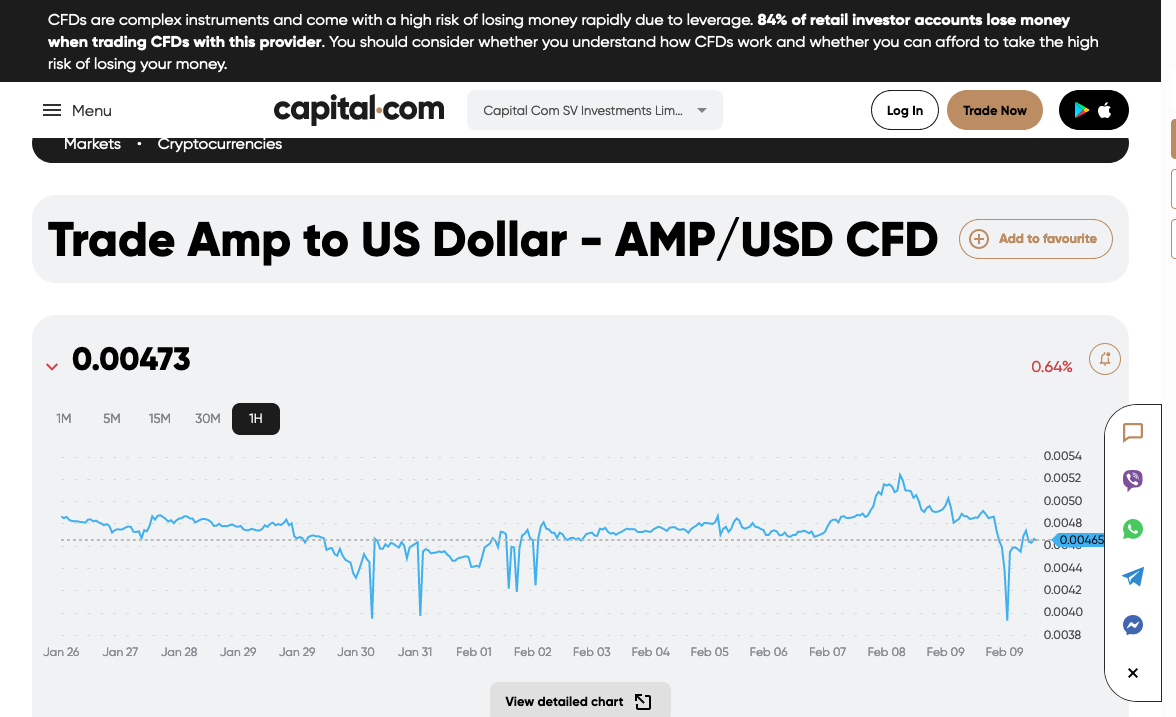 CFDs are complex instruments and come with a high risk of losing money rapidly due to leverage. 84% of retail investor accounts lose money
when trading CFDs with this provider. You should consider whether you understand how CFDs work and whether you can afford to take the high
risk of losing your money.
Menu
capital.com
Capital Com SV Investments Lim...
Log In
Trade Now
Markets • Cryptocurrencies
Trade Amp to US Dollar - AMP/USD CFD
Add to favourite
0.00473
0.64%
1M 5M 15M 30M 1H
0.0054
0.0052
0.0050
0.0048
0.00465
0.0044
0.0042
0.0040
0.0038
Jan 26 Jan 27 Jan 28 Jan 29 Jan 29 Jan 30 Jan 31 Feb 01 Feb 02 Feb 03 Feb 04 Feb 05 Feb 06 Feb 07 Feb 08 Feb 09 Feb 09
View detailed chart